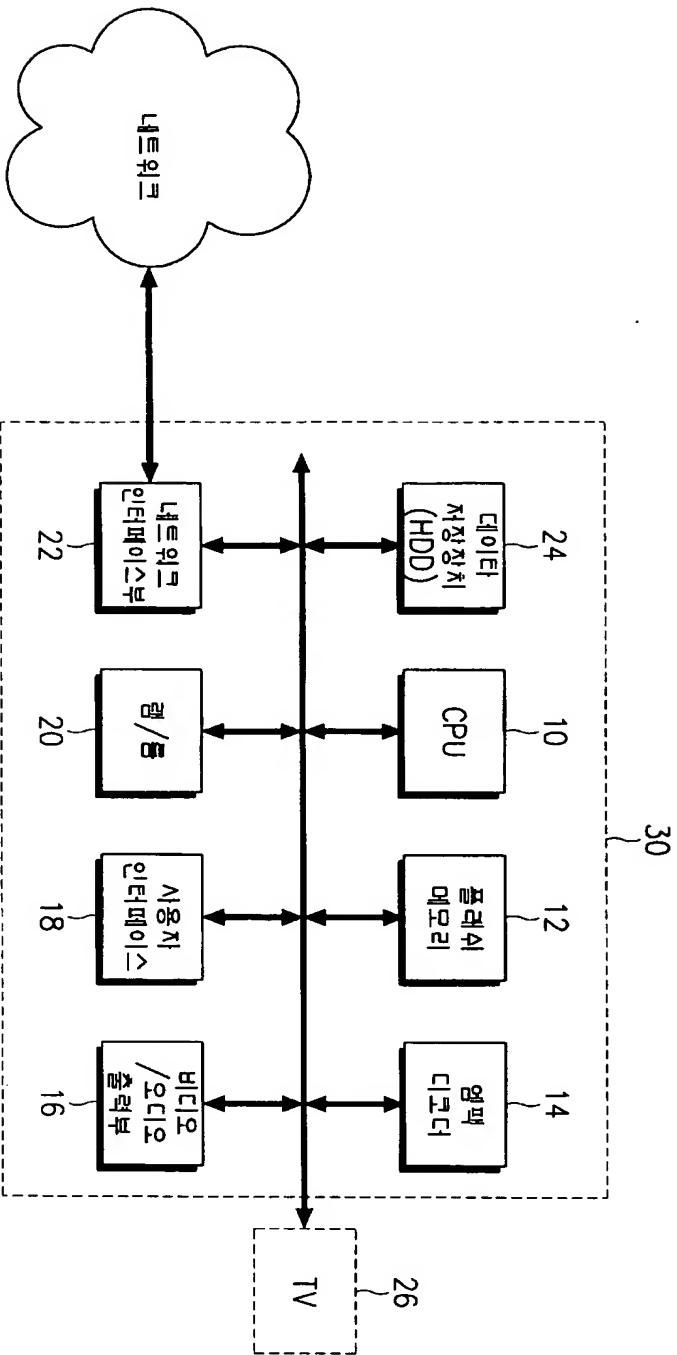 30
24
데이타
저장장치
(HDD)
10
CPU
12
플래쉬
메모리
14
엠팩
디코더
26
TV
네트워크
네트워크
인터페이스부
22
램/롬
20
사용자
인터페이스
18
비디오
/오디오
출력부
16